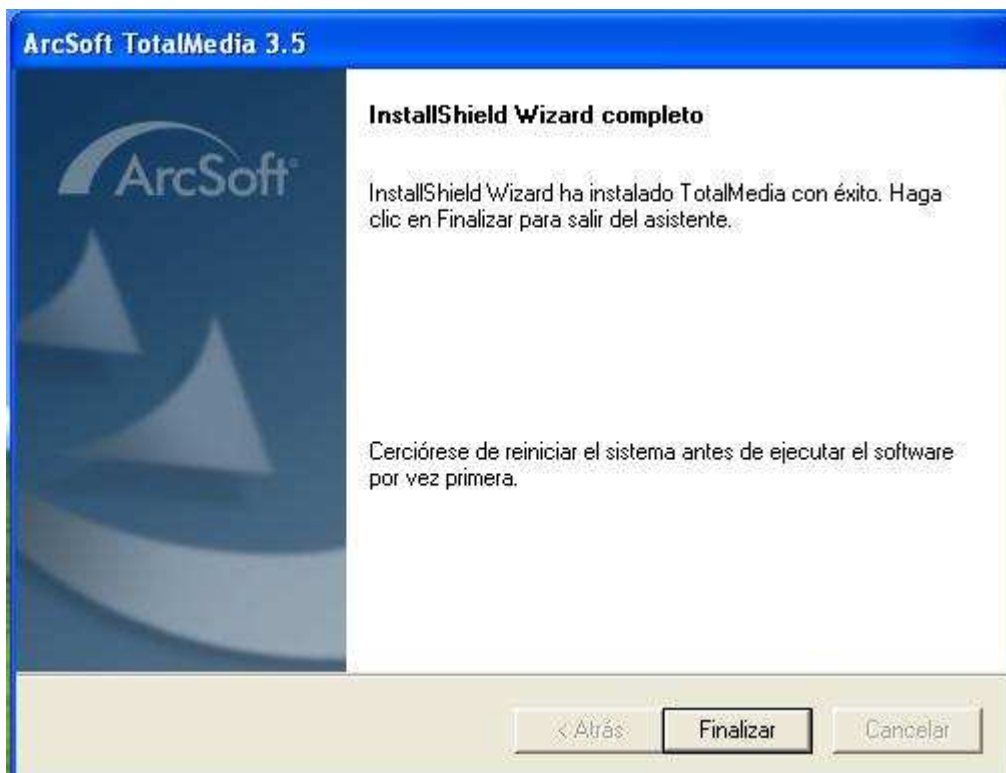 ArcSoft TotalMedia 3.5
ArcSoft®
InstallShield Wizard completo
InstallShield Wizard ha instalado TotalMedia con éxito. Haga
clic en Finalizar para salir del asistente.
Cerciórese de reiniciar el sistema antes de ejecutar el software
por vez primera.
< Atrás
Finalizar
Cancelar